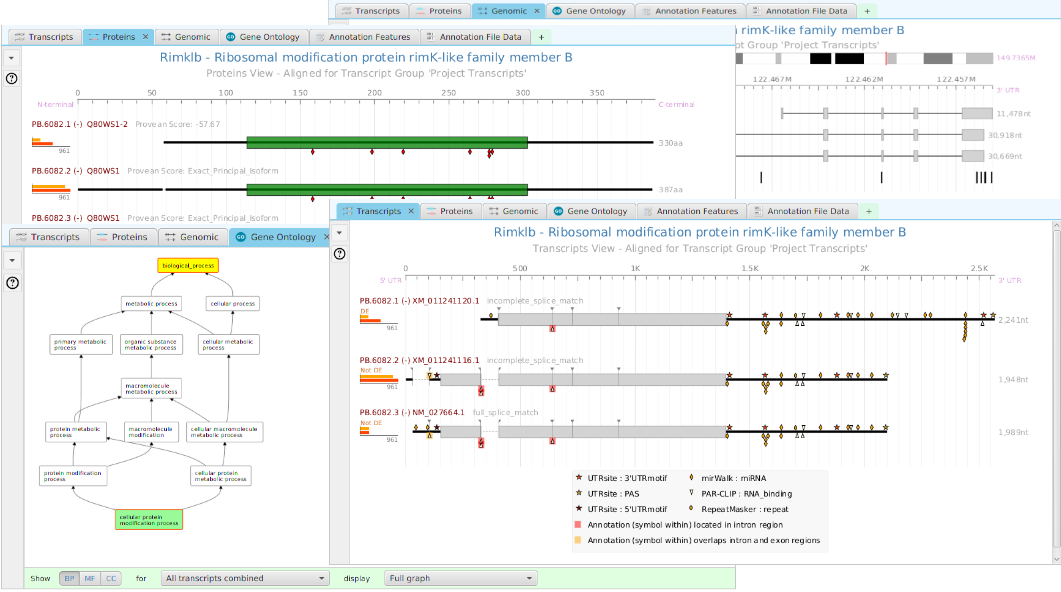 Transcripts Proteins Genomic × Gene Ontology Annotation Features Annotation File Data +
Transcripts Proteins × Genomic Gene Ontology Annotation Features Annotation File Data +
Rimklb - Ribosomal modification protein rimK-like family member B
Proteins View - Aligned for Transcript Group 'Project Transcripts'
0 50 100 150 200 250 300 350
N-terminal C-terminal
PB.6082.1 (-) Q80WS1-2 Provean Score: -57.67
961
330aa
PB.6082.2 (-) Q80WS1 Provean Score: Exact_Principal_Isoform
961
387aa
PB.6082.3 (-) Q80WS1 Provean Score: Exact_Principal_Isoform
rimK-like family member B
pt Group 'Project Transcripts'
149.7365M
122.467M 122.462M 122.457M
3' UTR
11,478nt
30,918nt
30,669nt
Transcripts Proteins Genomic Gene Ontology ×
biological_process
metabolic process
cellular process
primary metabolic
process
organic substance
metabolic process
cellular metabolic
process
macromolecule
metabolic process
protein metabolic
process
macromolecule
modification
cellular macromolecule
metabolic process
protein modification
process
cellular protein
metabolic process
cellular protein
modification process
Show BP MF CC for All transcripts combined display Full graph
Transcripts × Proteins Genomic Gene Ontology Annotation Features Annotation File Data +
Rimklb - Ribosomal modification protein rimK-like family member B
Transcripts View - Aligned for Transcript Group 'Project Transcripts'
0 500 1K 1.5K 2K 2.5K
5' UTR 3' UTR
PB.6082.1 (-) XM_011241120.1 incomplete_splice_match
DE
961
2,241nt
PB.6082.2 (-) XM_011241116.1 incomplete_splice_match
Not DE
961
1,948nt
PB.6082.3 (-) NM_027664.1 full_splice_match
Not DE
961
1,989nt
UTRsite : 3'UTRmotif mirWalk : miRNA
UTRsite : PAS PAR-CLIP : RNA_binding
UTRsite : 5'UTRmotif RepeatMasker : repeat
Annotation (symbol within) located in intron region
Annotation (symbol within) overlaps intron and exon regions